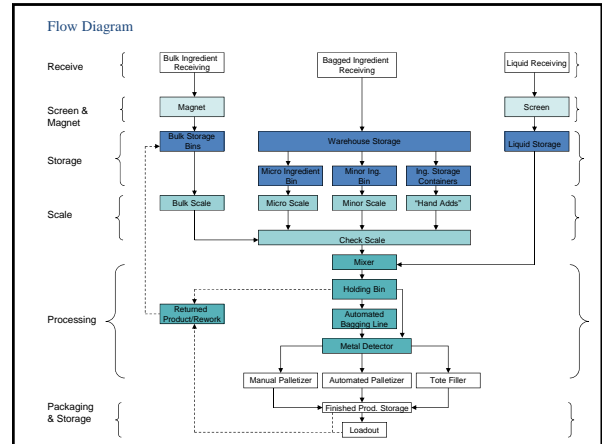 Flow Diagram
Receive
Bulk Ingredient
Receiving
Bagged Ingredient
Receiving
Liquid Receiving
Screen &
Magnet
Magnet
Screen
Storage
Bulk Storage
Bins
Warehouse Storage
Liquid Storage
Micro Ingredient
Bin
Minor Ing.
Bin
Ing. Storage
Containers
Scale
Bulk Scale
Micro Scale
Minor Scale
“Hand Adds”
Check Scale
Processing
Mixer
Holding Bin
Returned
Product/Rework
Automated
Bagging Line
Metal Detector
Manual Palletizer
Automated Palletizer
Tote Filler
Packaging
& Storage
Finished Prod. Storage
Loadout